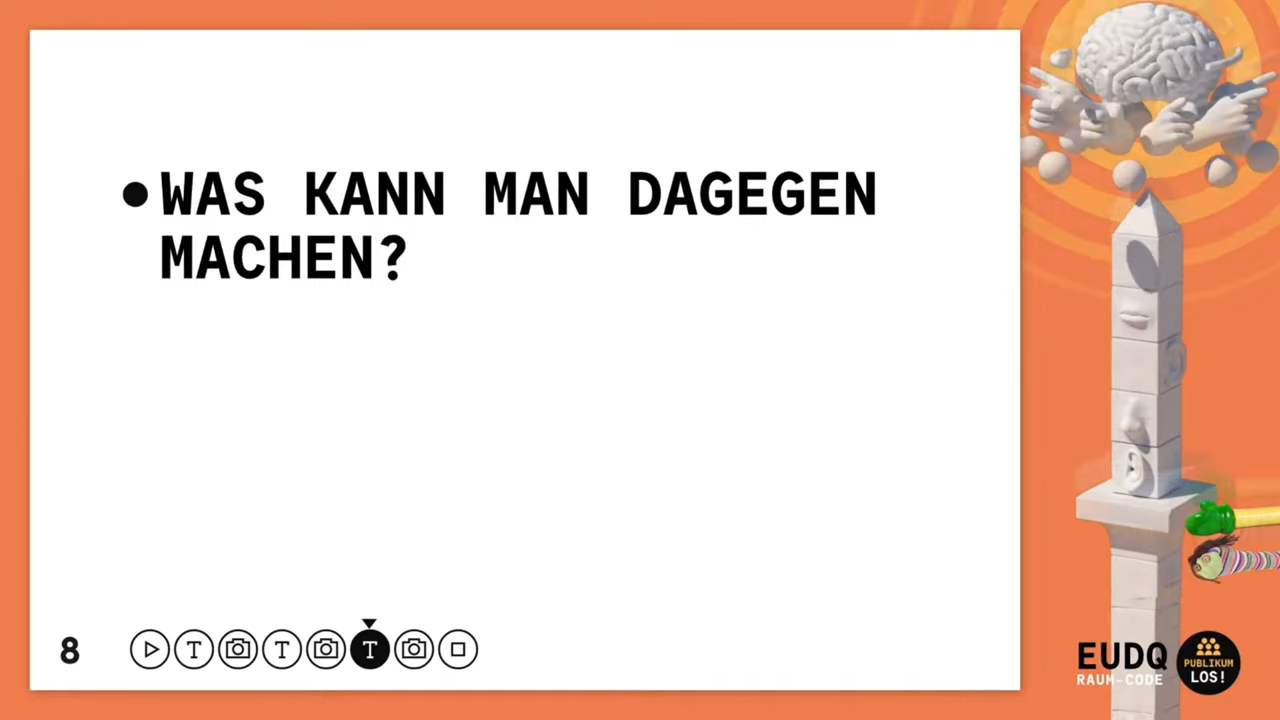 • WAS KANN MAN DAGEGEN
MACHEN?
8
T
T
T
EUDQ
RAUM-CODE
PUBLIKUM
LOS!